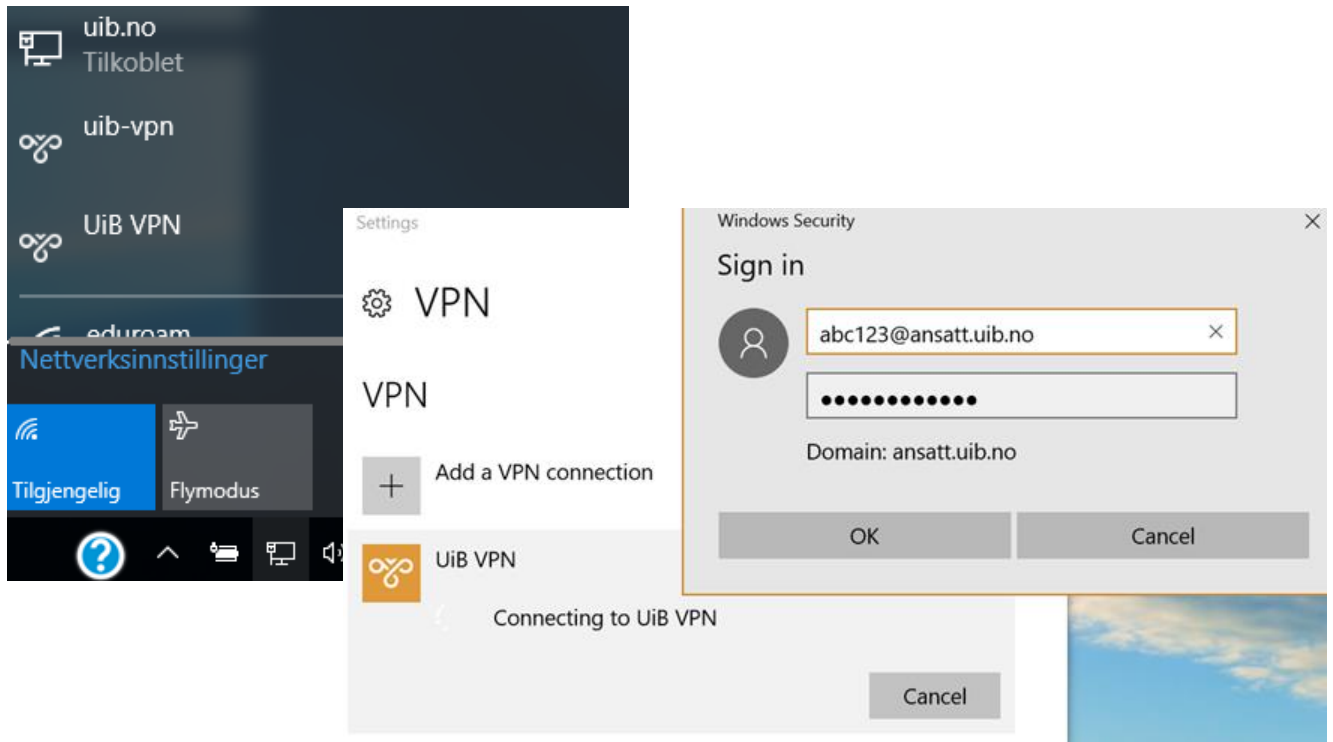 uib.no
Tilkoblet
uib-vpn
UiB VPN
eduroam
Nettverksinnstillinger
Tilgjengelig
Flymodus
Settings
VPN
VPN
Add a VPN connection
UiB VPN
Connecting to UiB VPN
Cancel
Windows Security
Sign in
abc123@ansatt.uib.no
●●●●●●●●●●●●
Domain: ansatt.uib.no
OK
Cancel